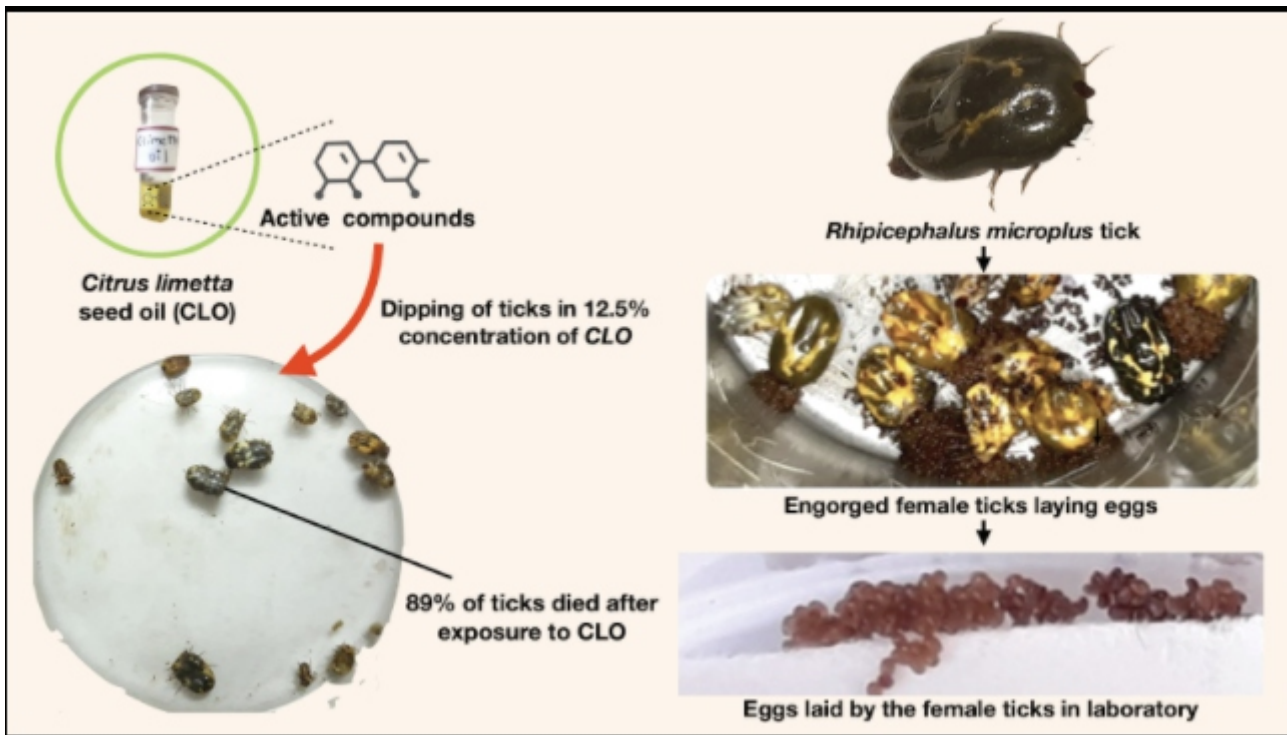 Active compounds
Citrus limetta
seed oil (CLO)
Dipping of ticks in 12.5%
concentration of CLO
89% of ticks died after
exposure to CLO
Rhipicephalus microplus tick
Engorged female ticks laying eggs
Eggs laid by the female ticks in laboratory